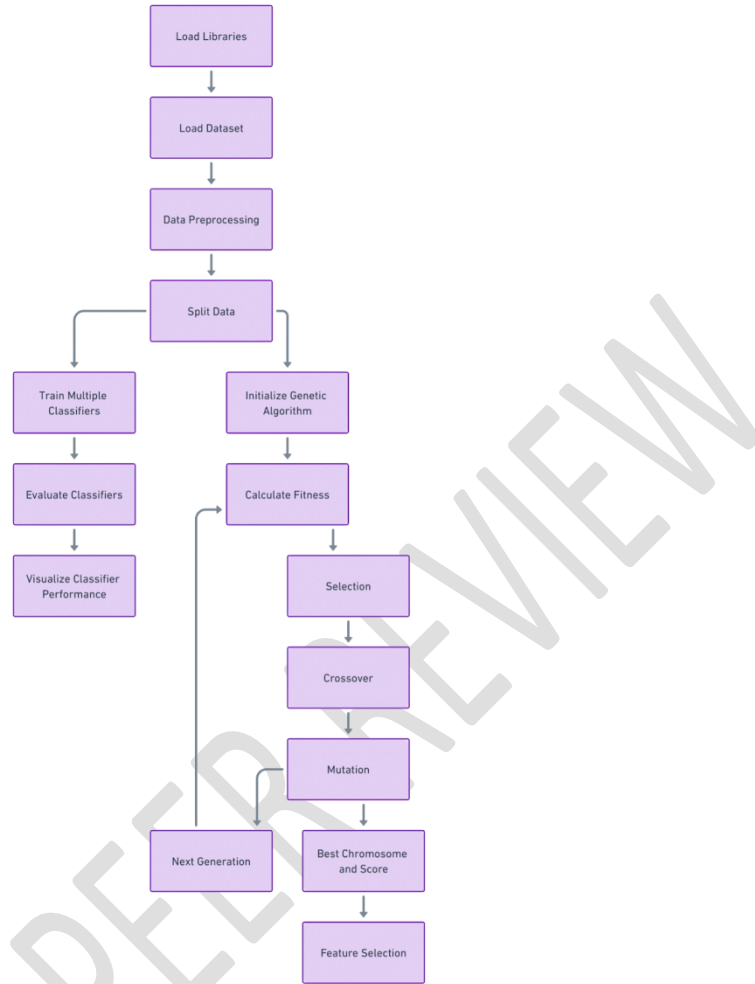 Load Libraries
Load Dataset
Data Preprocessing
Split Data
Train Multiple
Classifiers
Initialize Genetic
Algorithm
Evaluate Classifiers
Calculate Fitness
Visualize Classifier
Performance
Selection
Crossover
Mutation
Next Generation
Best Chromosome
and Score
Feature Selection
PEER REVIEW